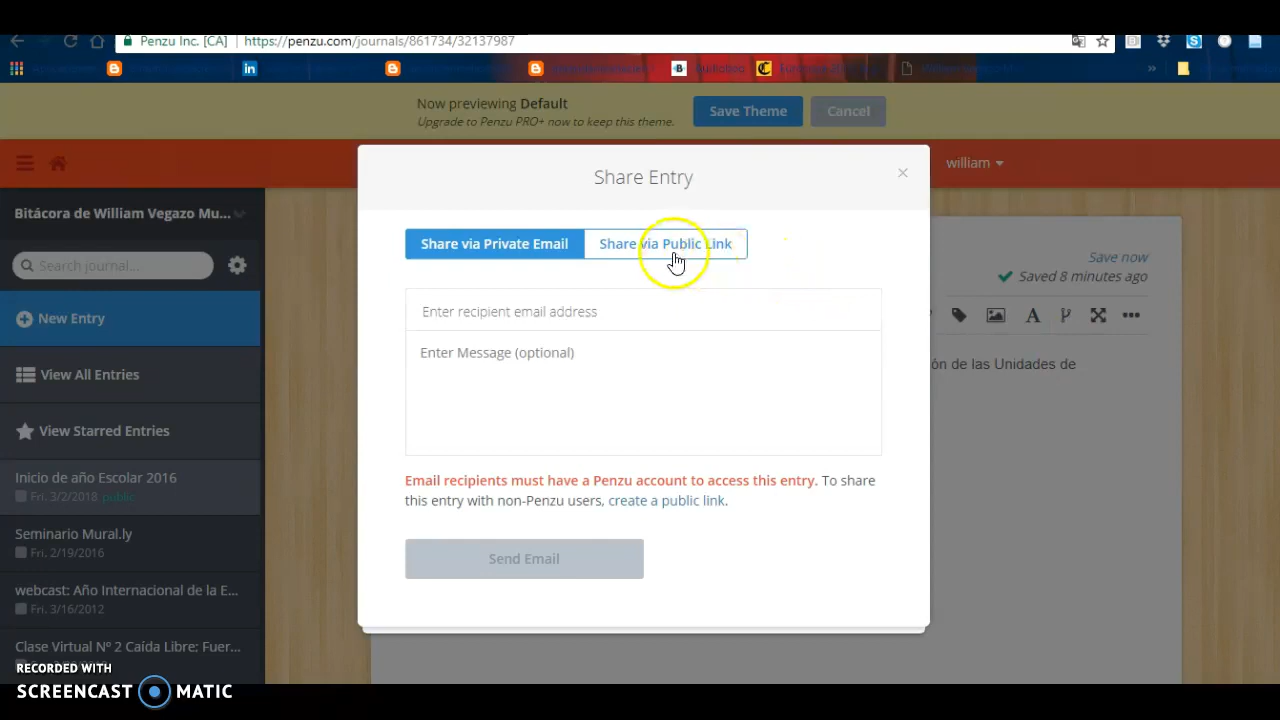 Penzu Inc. [CA] https://penzu.com/journals/861734/32137987
Now previewing Default
Upgrade to Penzu PRO+ now to keep this theme.
Save Theme
Cancel
william
Share Entry
Bitácora de William Vegazo Mu...
Search journal...
New Entry
View All Entries
View Starred Entries
Inicio de año Escolar 2016
Fri. 3/2/2018 public
Seminario Mural.ly
Fri. 2/19/2016
webcast: Año Internacional de la E...
Fri. 3/16/2012
Clase Virtual Nº 2 Caída Libre; Fuer...
Share via Private Email
Share via Public Link
Enter recipient email address
Enter Message (optional)
Email recipients must have a Penzu account to access this entry. To share
this entry with non-Penzu users, create a public link.
Send Email
Save now
Saved 8 minutes ago
ón de las Unidades de
RECORDED WITH
SCREENCAST MATIC